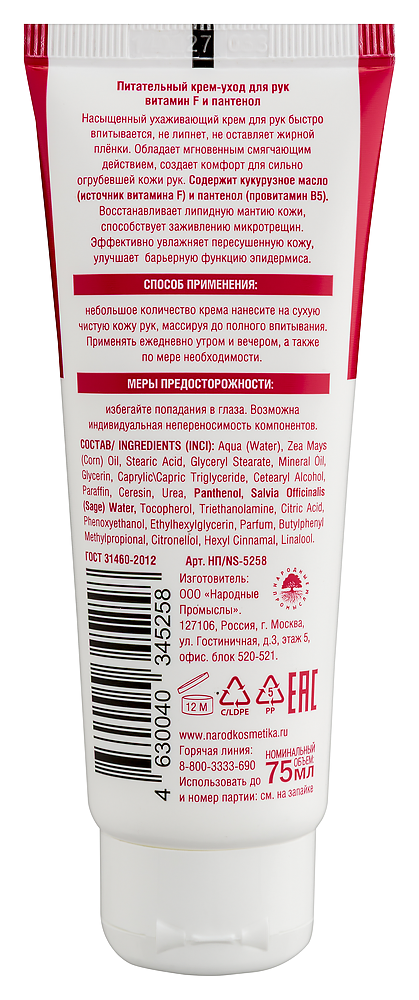 Питательный крем-уход для рук
витамин F и пантенол
Насыщенный ухаживающий крем для рук быстро
впитывается, не липнет, не оставляет жирной
плёнки. Обладает мгновенным смягчающим
действием, создает комфорт для сильно
огрубевшей кожи рук. Содержит кукурузное масло
(источник витамина F) и пантенол (провитамин B5).
Восстанавливает липидную мантию кожи,
способствует заживлению микротрещин.
Эффективно увлажняет пересушенную кожу,
улучшает барьерную функцию эпидермиса.
СПОСОБ ПРИМЕНЕНИЯ:
небольшое количество крема нанесите на сухую
чистую кожу рук, массируя до полного впитывания.
Применять ежедневно утром и вечером, а также
по мере необходимости.
МЕРЫ ПРЕДОСТОРОЖНОСТИ:
избегайте попадания в глаза. Возможна
индивидуальная непереносимость компонентов.
СОСТАВ/ INGREDIENTS (INCI): Aqua (Water), Zea Mays
(Corn) Oil, Stearic Acid, Glyceryl Stearate, Mineral Oil,
Glycerin, Caprylic\Capric Triglyceride, Cetearyl Alcohol,
Paraffin, Ceresin, Urea, Panthenol, Salvia Officinalis
(Sage) Water, Tocopherol, Triethanolamine, Citric Acid,
Phenoxyethanol, Ethylhexylglycerin, Parfum, Butylphenyl
Methylpropional, Citronellol, Hexyl Cinnamal, Linalool.
ГОСТ 31460-2012 Арт. НП/NS-5258
Изготовитель:
ООО «Народные
Промыслы».
127106, Россия, г. Москва,
ул. Гостиничная, д.3, этаж 5,
офис. блок 520-521.
НАРОДНЫЕ
ПРОМЫСЛЫ
4 630040 345258
12 М
C/LDPE
5
PP
EAC
www.narodkosmetika.ru
Горячая линия:
8-800-3333-690
Использовать до
и номер партии: см. на запайке
НОМИНАЛЬНЫЙ
ОБЪЕМ:
75мл